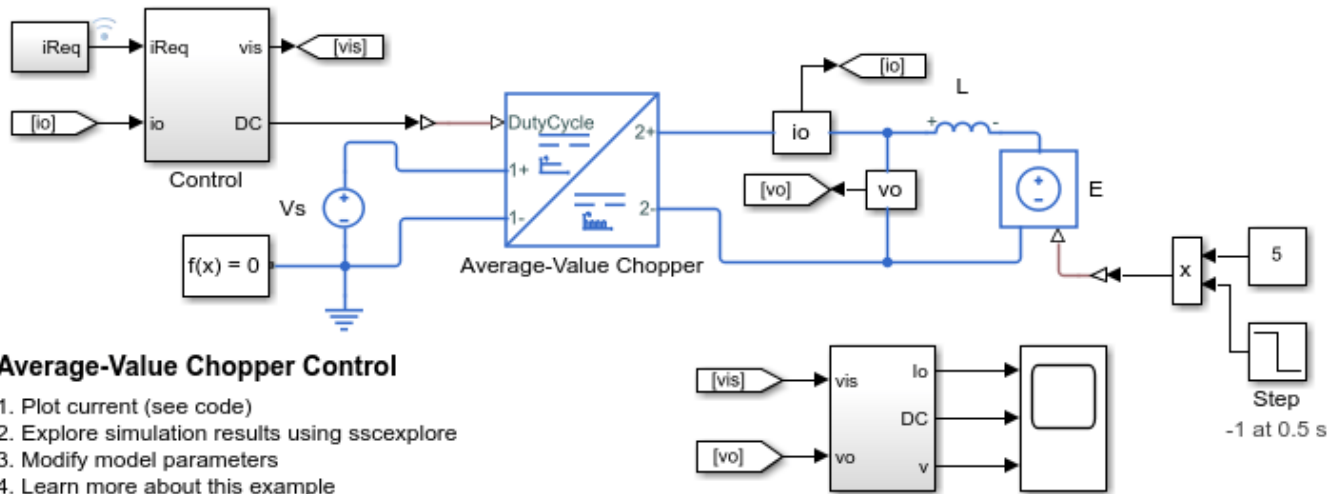 iReq
iReq
vis
[vis]
[io]
io
DC
Control
DutyCycle
1+
1-
2+
2-
Average-Value Chopper
Vs
f(x) = 0
[io]
io
[vo]
vo
L
+
-
E
x
5
Step
-1 at 0.5 s
Average-Value Chopper Control
1. Plot current (see code)
2. Explore simulation results using sscexplore
3. Modify model parameters
4. Learn more about this example
[vis]
vis
[vo]
vo
Io
DC
v